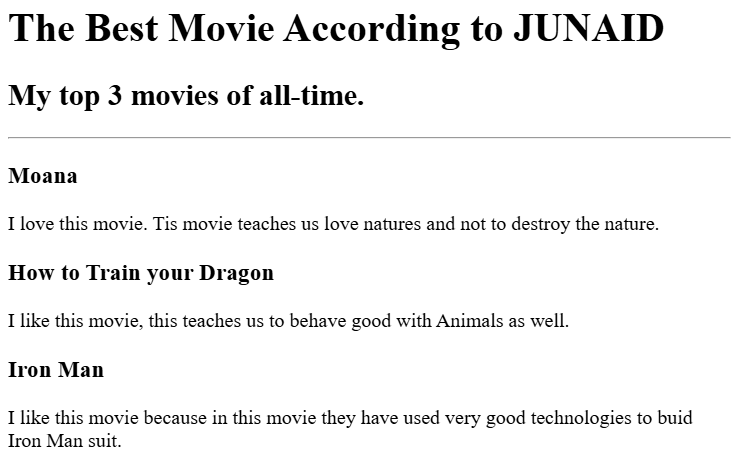 The Best Movie According to JUNAID
My top 3 movies of all-time.
Moana
I love this movie. Tis movie teaches us love natures and not to destroy the nature.
How to Train your Dragon
I like this movie, this teaches us to behave good with Animals as well.
Iron Man
I like this movie because in this movie they have used very good technologies to buid
Iron Man suit.